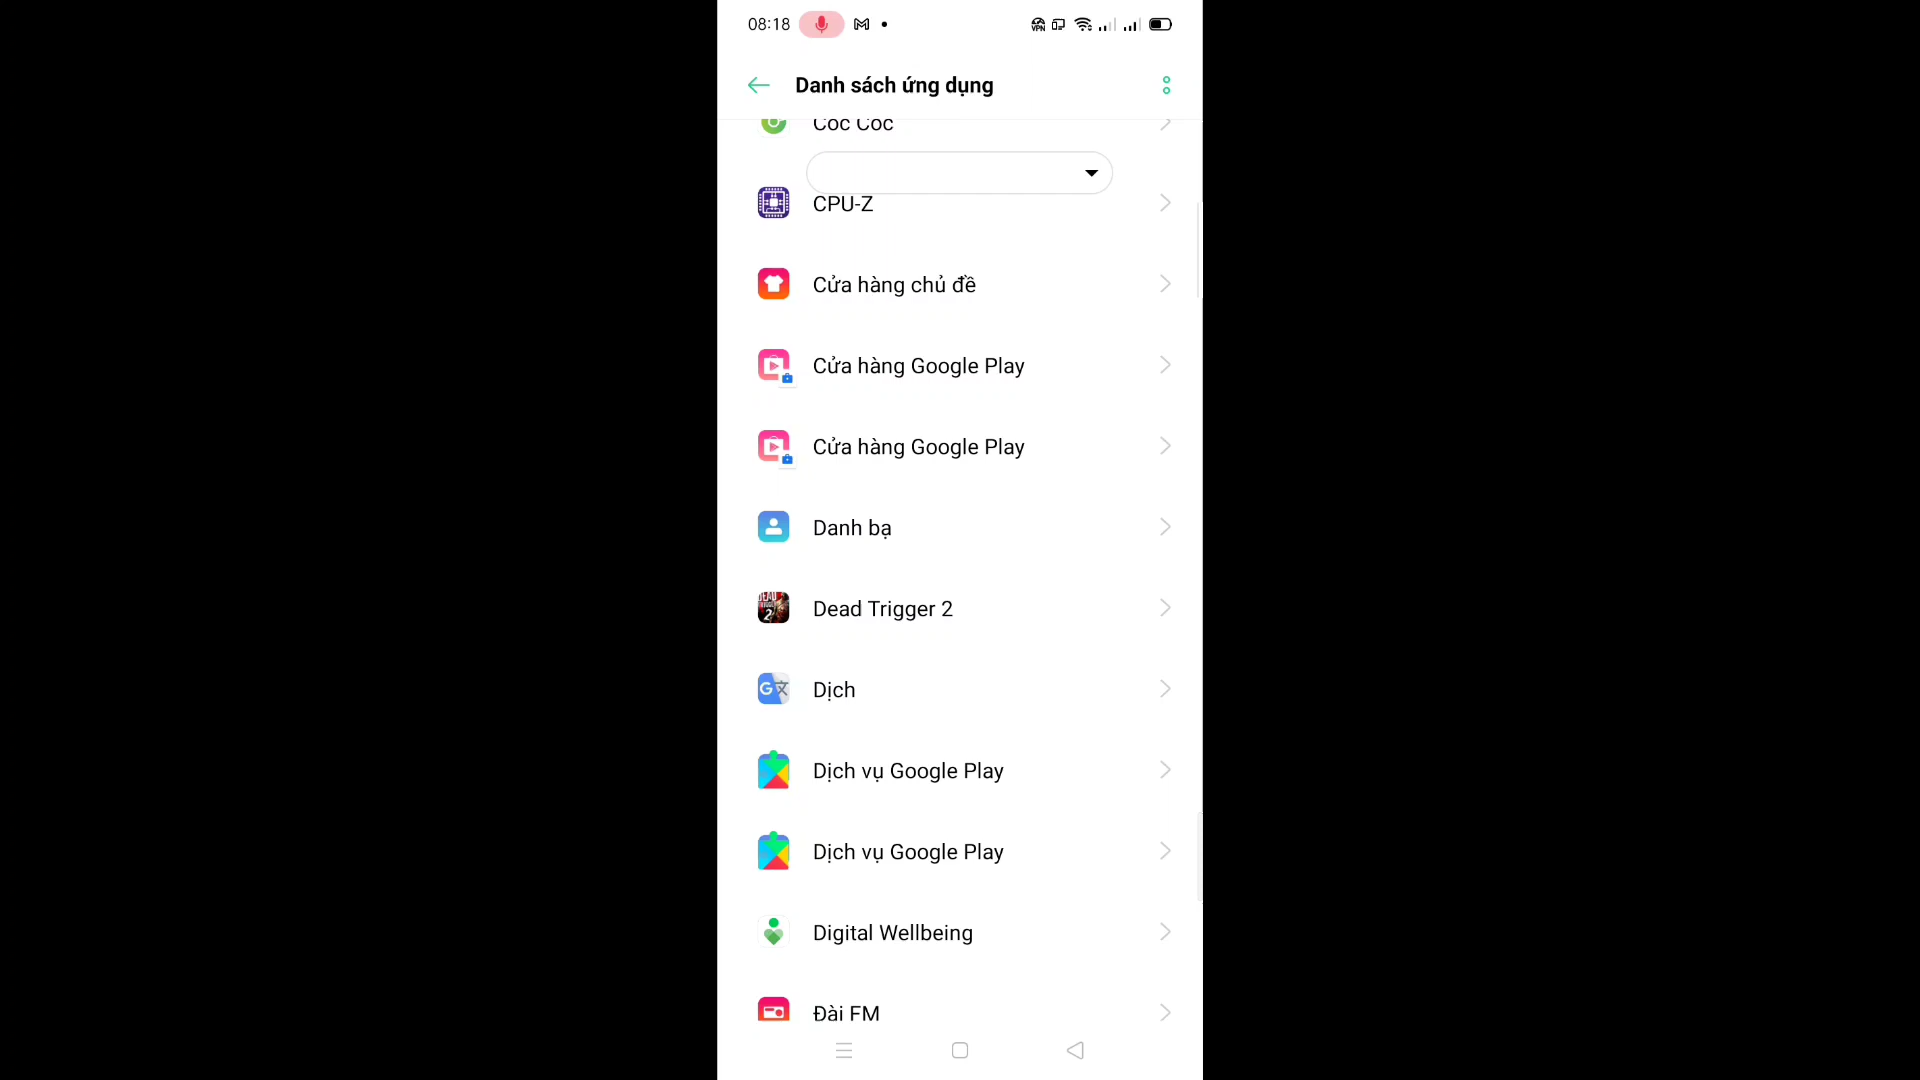 08:18
VPN
Danh sách ứng dụng
Cốc Cốc
CPU-Z
Cửa hàng chủ đề
Cửa hàng Google Play
Cửa hàng Google Play
Danh bạ
Dead Trigger 2
Dịch
Dịch vụ Google Play
Dịch vụ Google Play
Digital Wellbeing
Đài FM